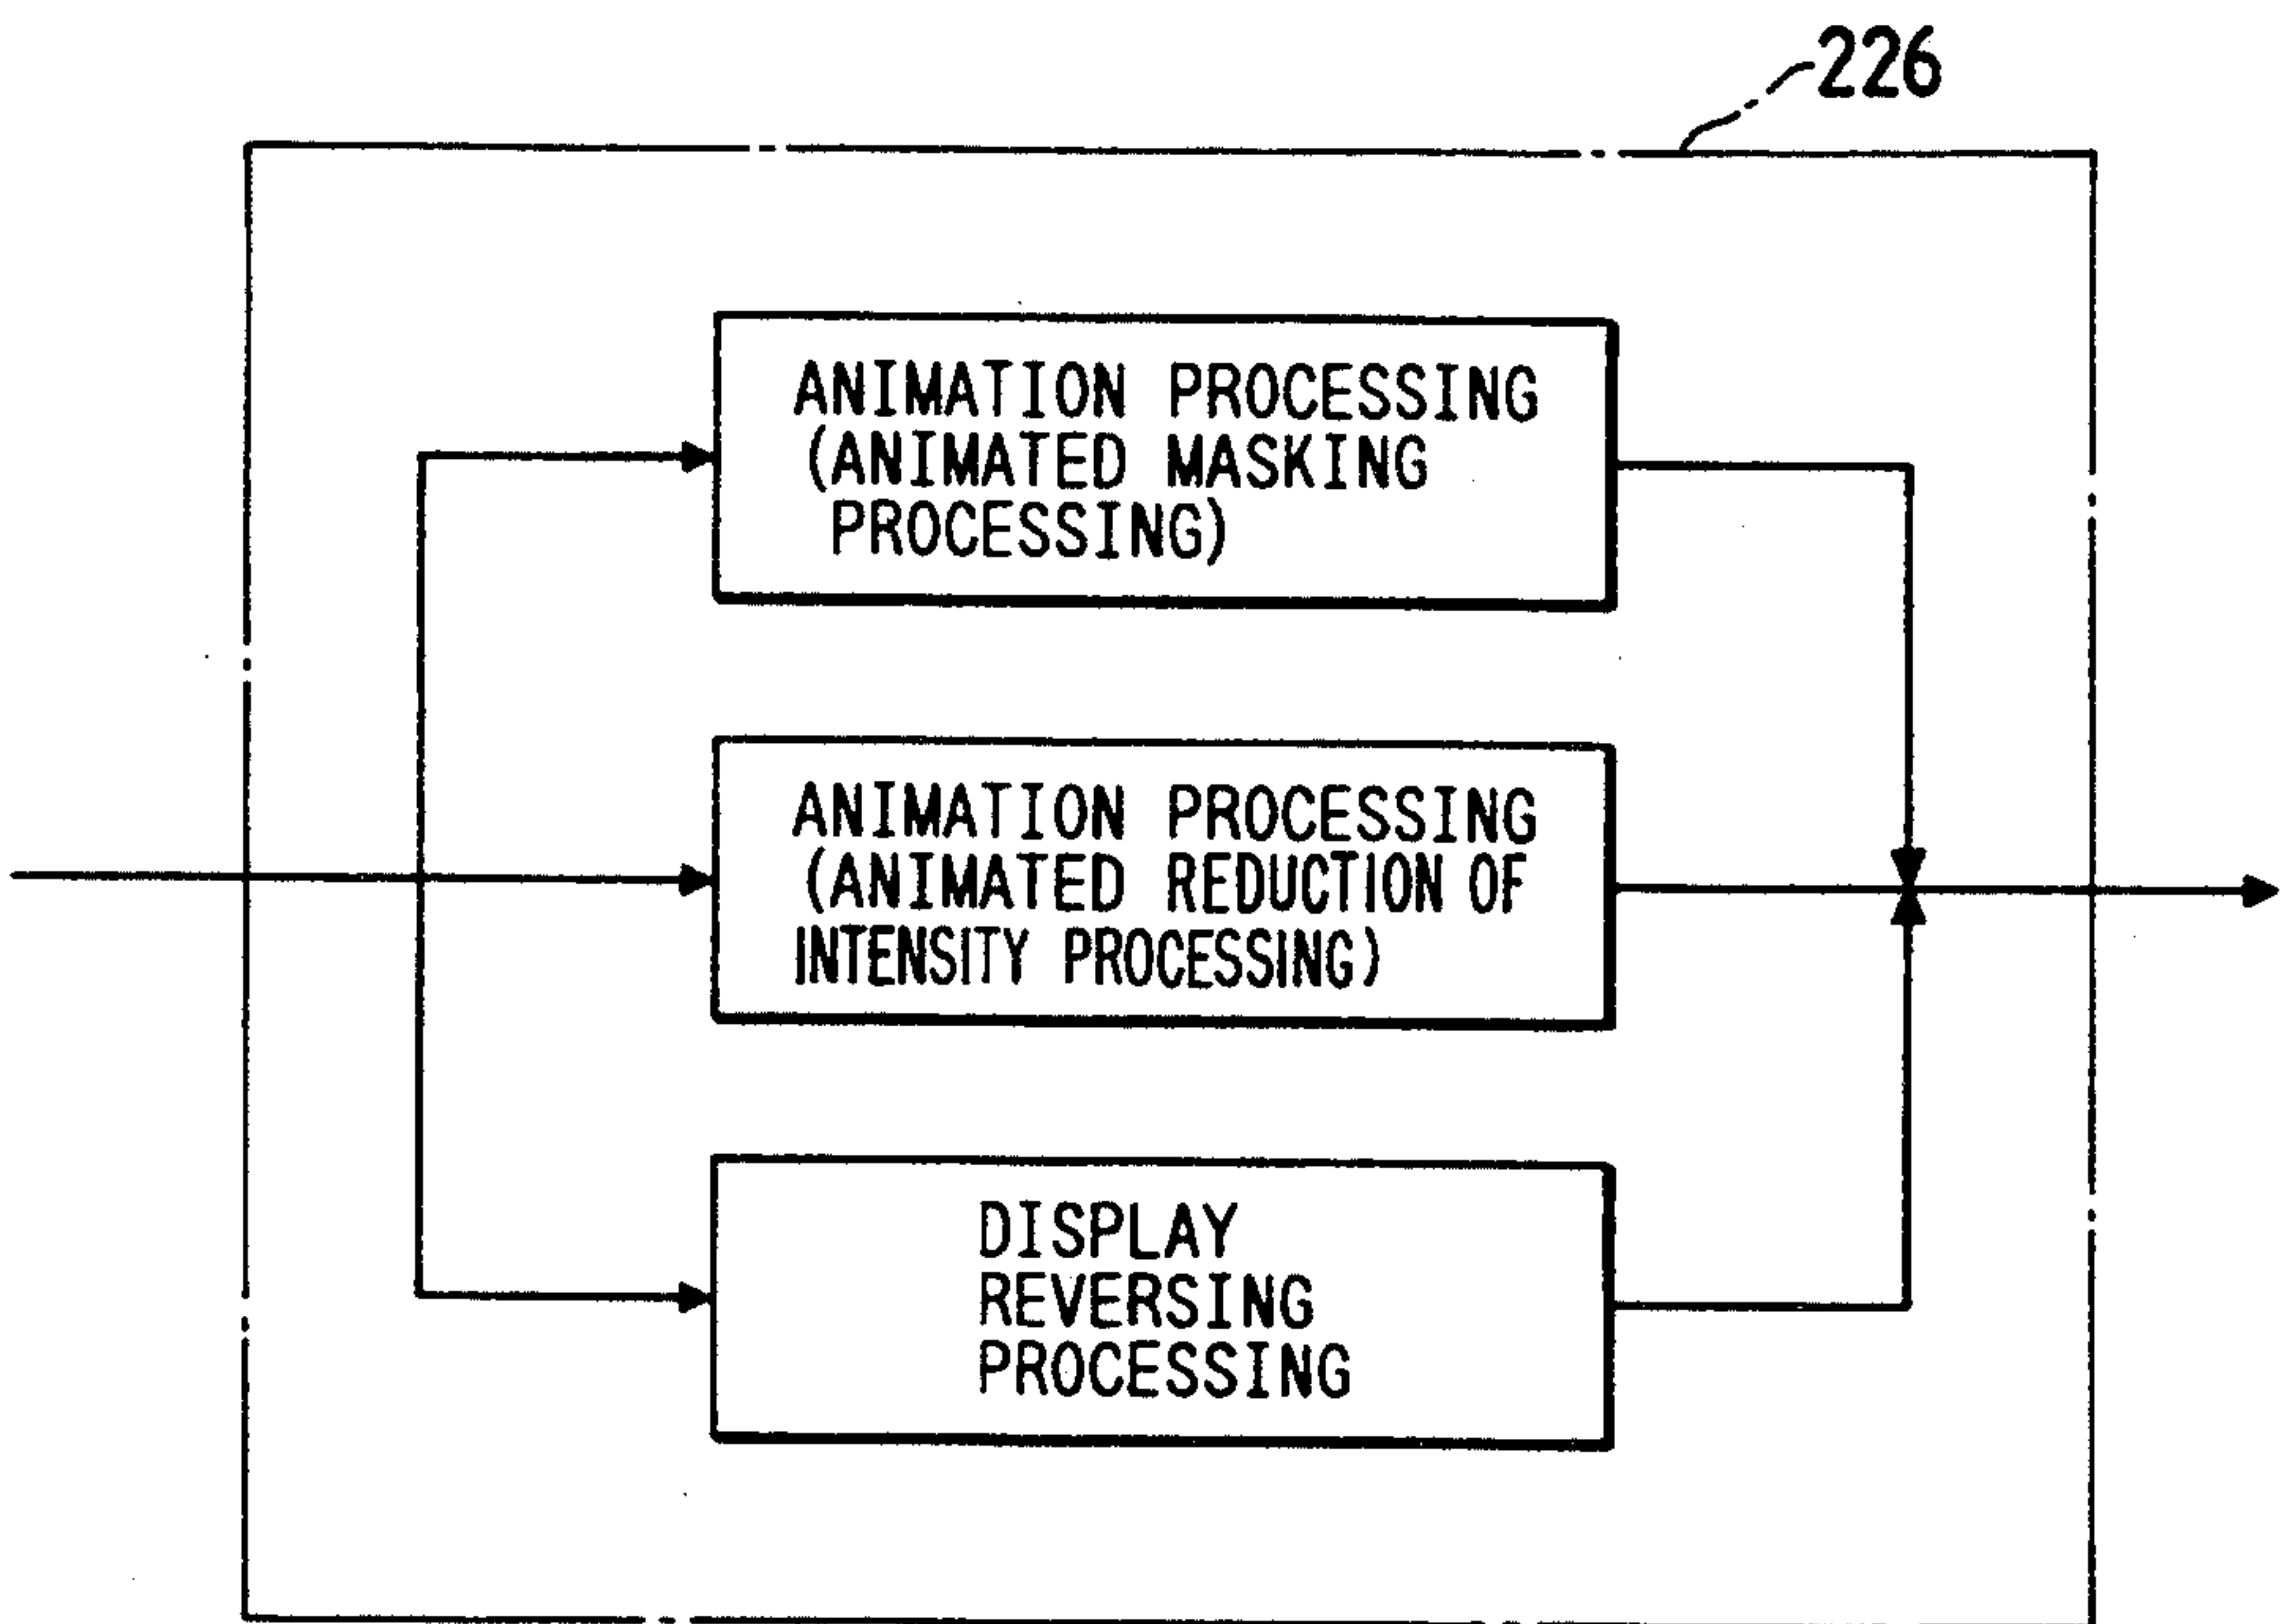 226
ANIMATION PROCESSING
(ANIMATED MASKING
PROCESSING)
ANIMATION PROCESSING
(ANIMATED REDUCTION OF
INTENSITY PROCESSING)
DISPLAY
REVERSING
PROCESSING